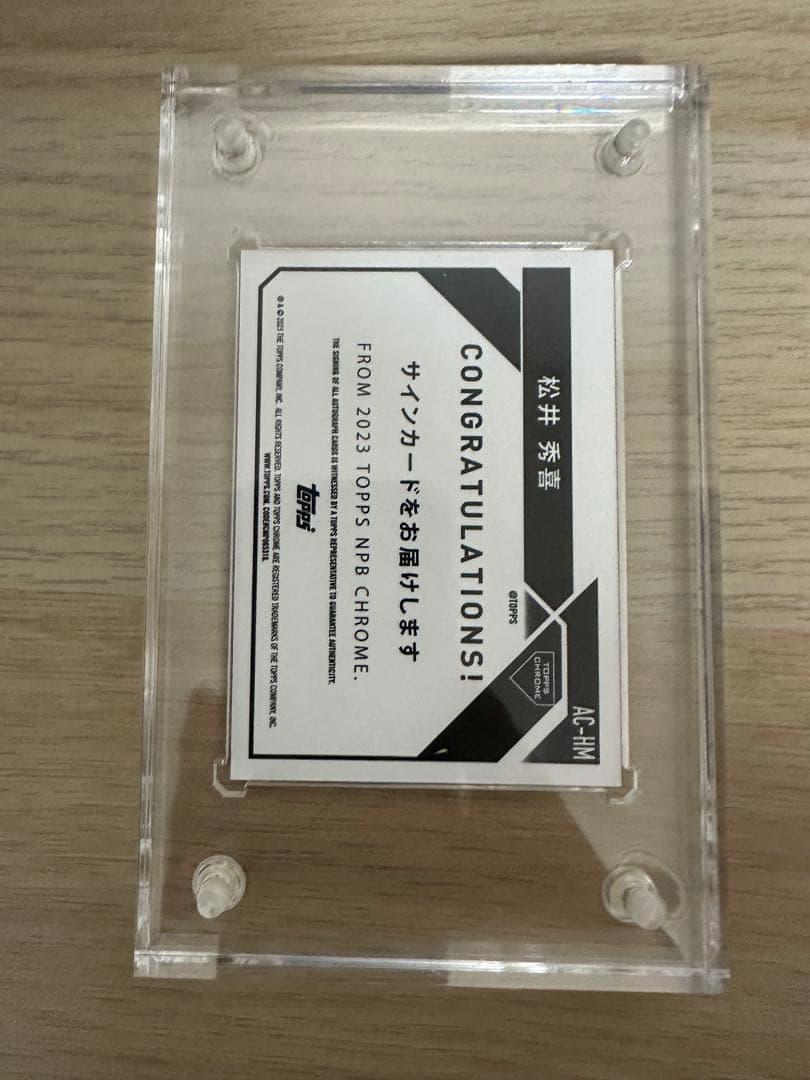 松井 秀喜
AC-HM
TOPPS
CHROME
@TOPPS
CONGRATULATIONS!
サインカードをお届けします
FROM 2023 TOPPS NPB CHROME.
THE SIGNING OF ALL AUTOGRAPH CARDS IS WITNESSED BY A TOPPS REPRESENTATIVE TO GUARANTEE AUTHENTICITY.
topps
® & © 2023 THE TOPPS COMPANY, INC. ALL RIGHTS RESERVED. TOPPS AND TOPPS CHROME ARE REGISTERED TRADEMARKS OF THE TOPPS COMPANY, INC.
WWW.TOPPS.COM.